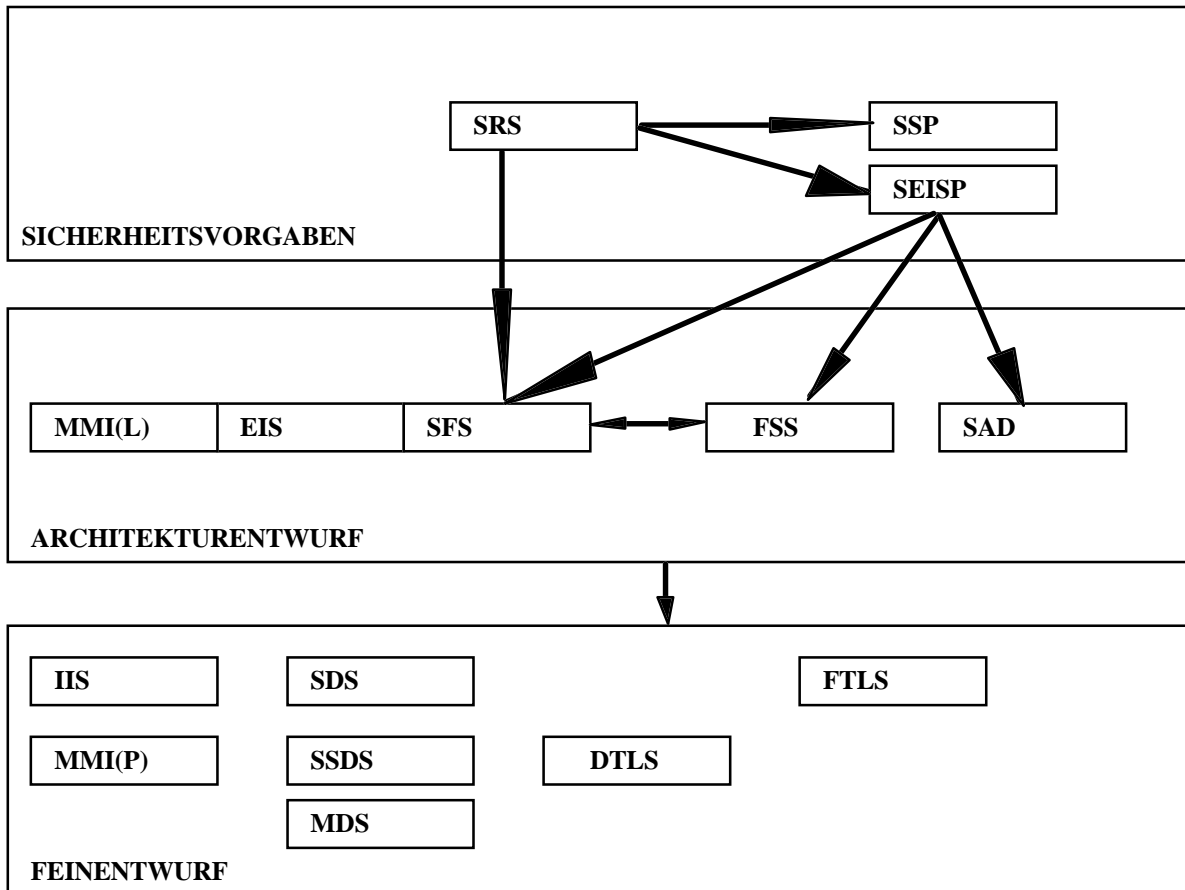 SRS SSP
SEISP
SICHERHEITSVORGABEN
MMI(L) EIS SFS FSS SAD
ARCHITEKTURENTWURF
IIS SDS FTLS
MMI(P) SSDS DTLS
MDS
FEINENTWURF